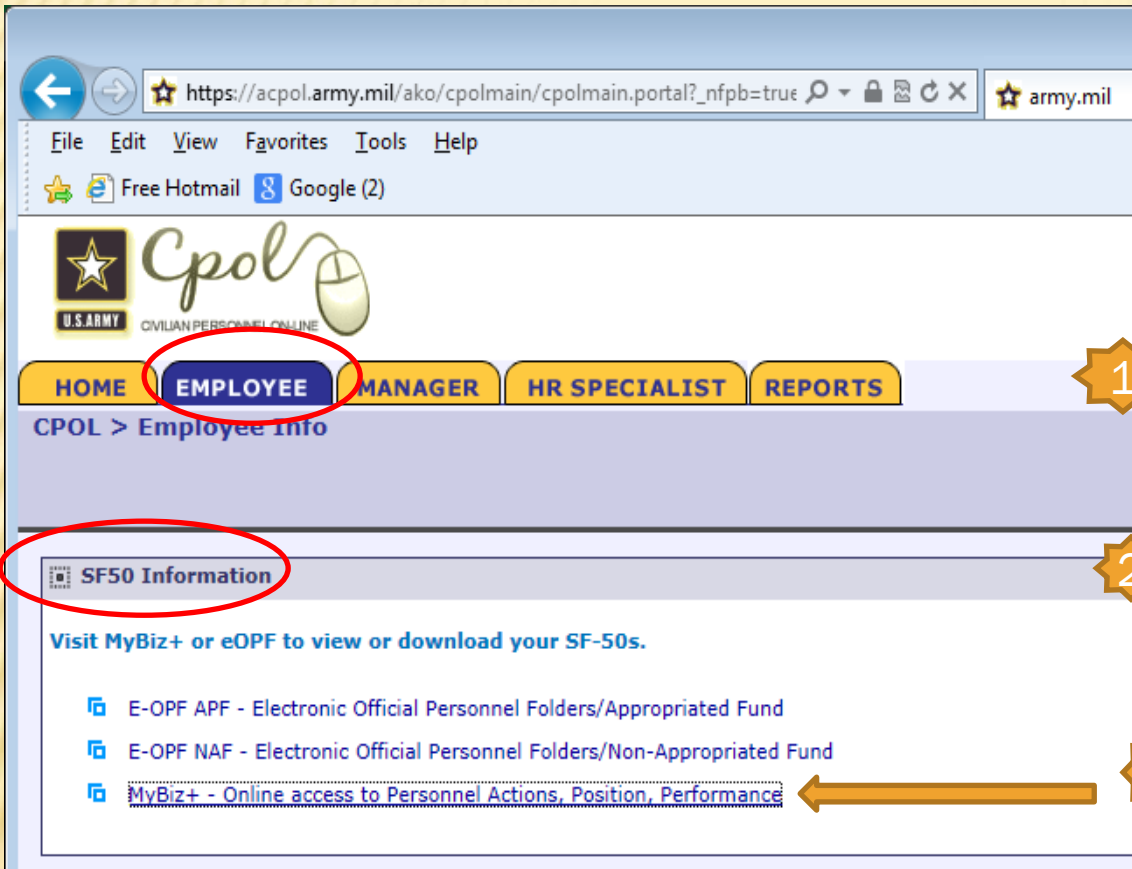 https://acpol.army.mil/ako/cpolmain/cpolmain.portal?_nfpb=true
army.mil
File Edit View Favorites Tools Help
Free Hotmail Google (2)
Cpol
U.S.ARMY
CIVILIAN PERSONNEL ON-LINE
HOME EMPLOYEE MANAGER HR SPECIALIST REPORTS
1
CPOL > Employee Info
SF50 Information
2
Visit MyBiz+ or eOPF to view or download your SF-50s.
E-OPF APF - Electronic Official Personnel Folders/Appropriated Fund
E-OPF NAF - Electronic Official Personnel Folders/Non-Appropriated Fund
MyBiz+ - Online access to Personnel Actions, Position, Performance